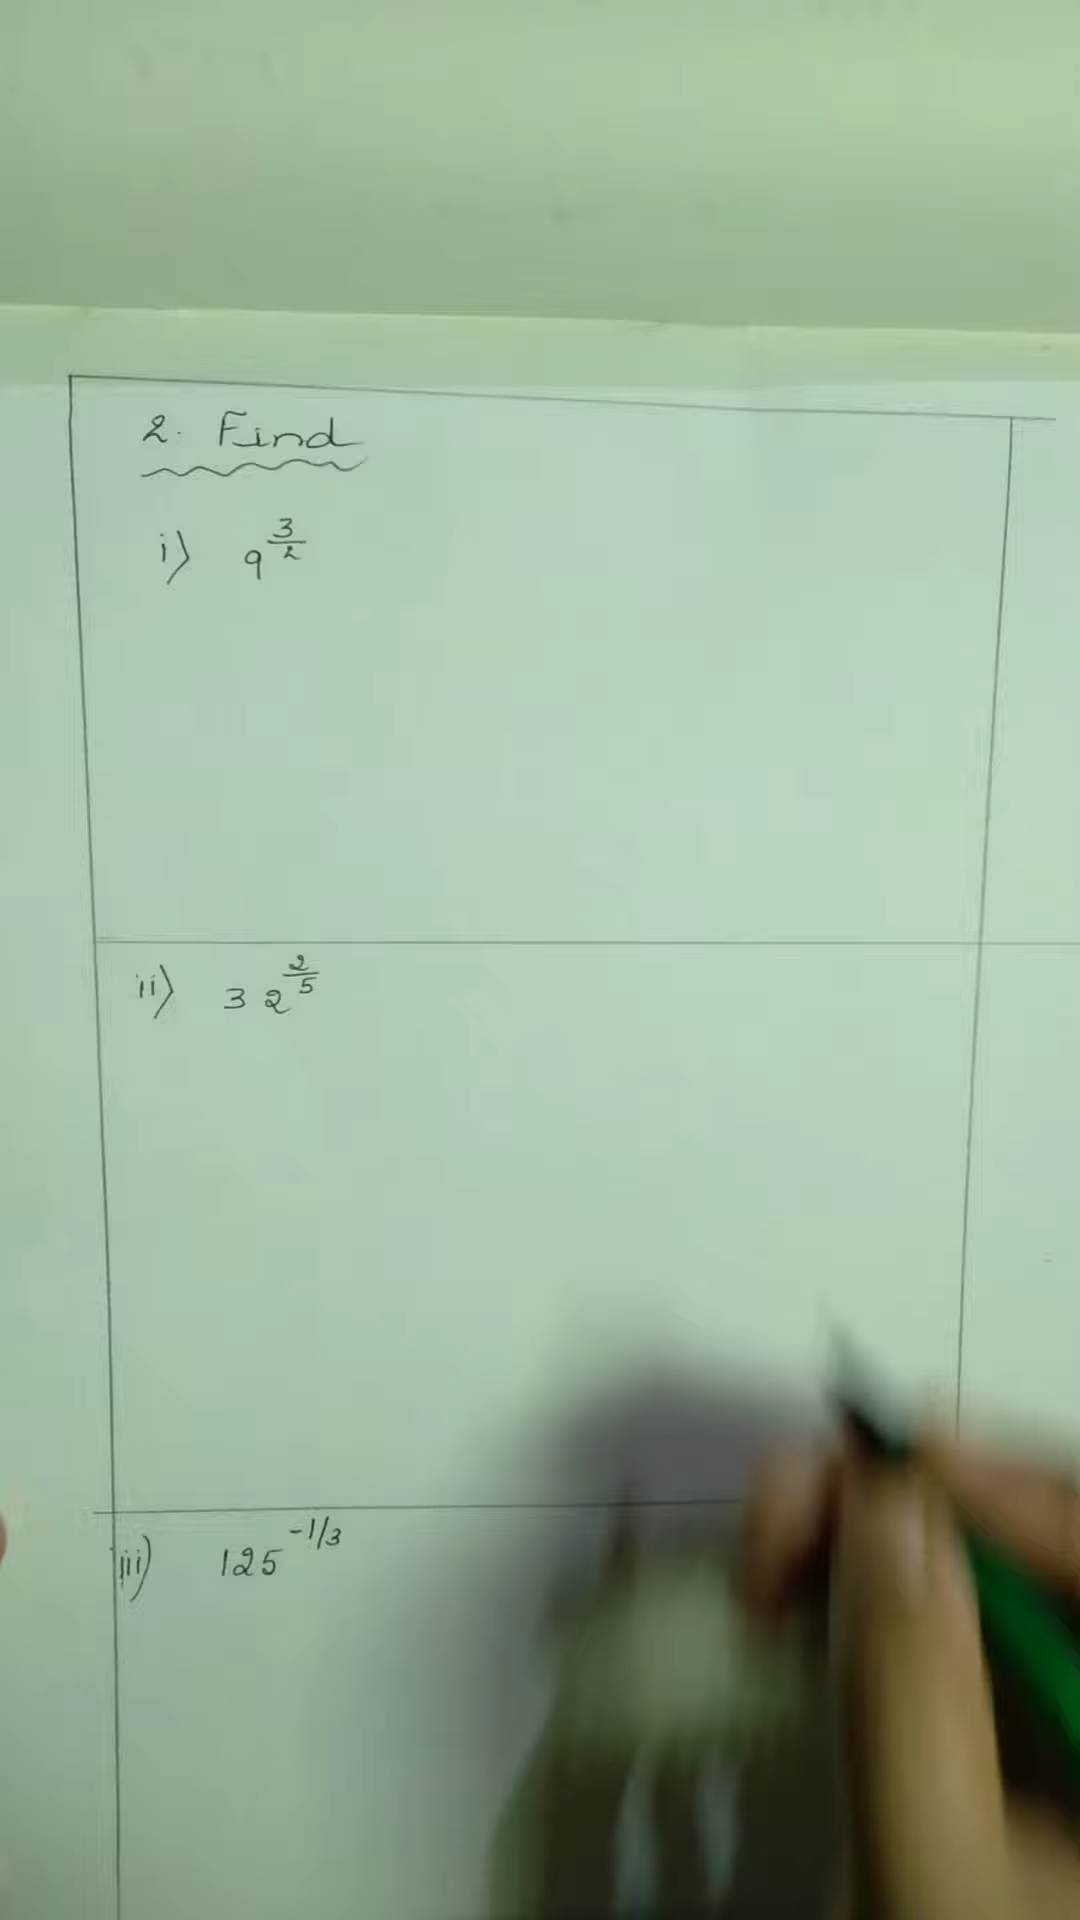 2. Find
i) 9^{3/2}
ii) 32^{2/5}
iii) 125^{-1/3}